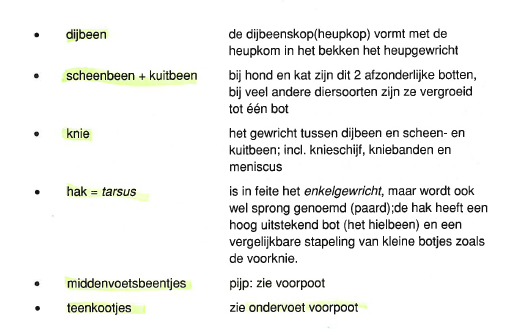 • dijbeen de dijbeenskop(heupkop) vormt met de
heupkom in het bekken het heupgewricht
• scheenbeen + kuitbeen bij hond en kat zijn dit 2 afzonderlijke botten,
bij veel andere diersoorten zijn ze vergroeid
tot één bot
• knie het gewricht tussen dijbeen en scheen- en
kuitbeen; incl. knieschijf, kniebanden en
meniscus
• hak = tarsus is in feite het enkelgewricht, maar wordt ook
wel sprong genoemd (paard);de hak heeft een
hoog uitstekend bot (het hielbeen) en een
vergelijkbare stapeling van kleine botjes zoals
de voorknie.
• middenvoetsbeentjes pijp: zie voorpoot
• teenkootjes zie ondervoet voorpoot